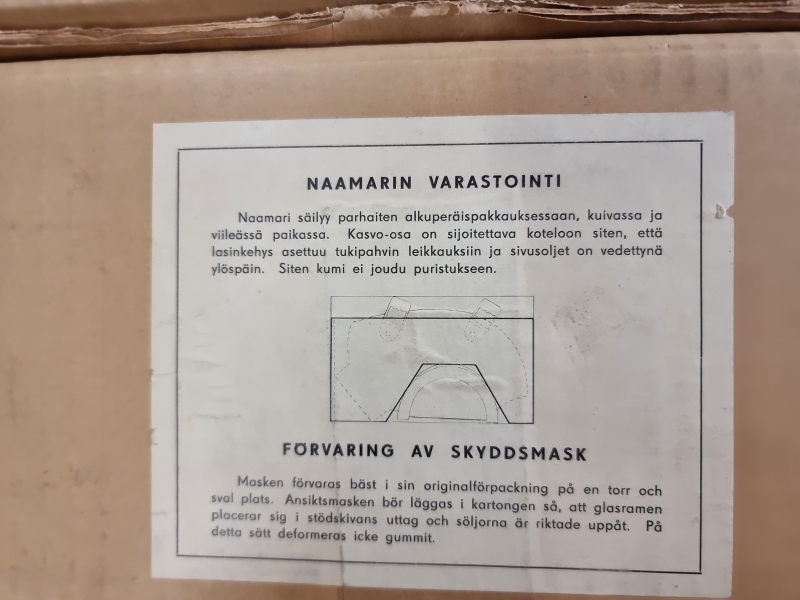 NAAMARIN VARASTOINTI
Naamari säilyy parhaiten alkuperäispakkauksessaan, kuivassa ja
viileässä paikassa. Kasvo-osa on sijoitettava koteloon siten, että
lasinkehys asettuu tukipahvin leikkauksiin ja sivusoljet on vedettynä
ylöspäin. Siten kumi ei joudu puristukseen.
FÖRVARING AV SKYDDSMASK
Masken förvaras bäst i sin originalförpackning på en torr och
sval plats. Ansiktsmasken bör läggas i kartongen så, att glasramen
placerar sig i stödskivans uttag och söljorna är riktade uppåt. På
detta sätt deformeras icke gummit.